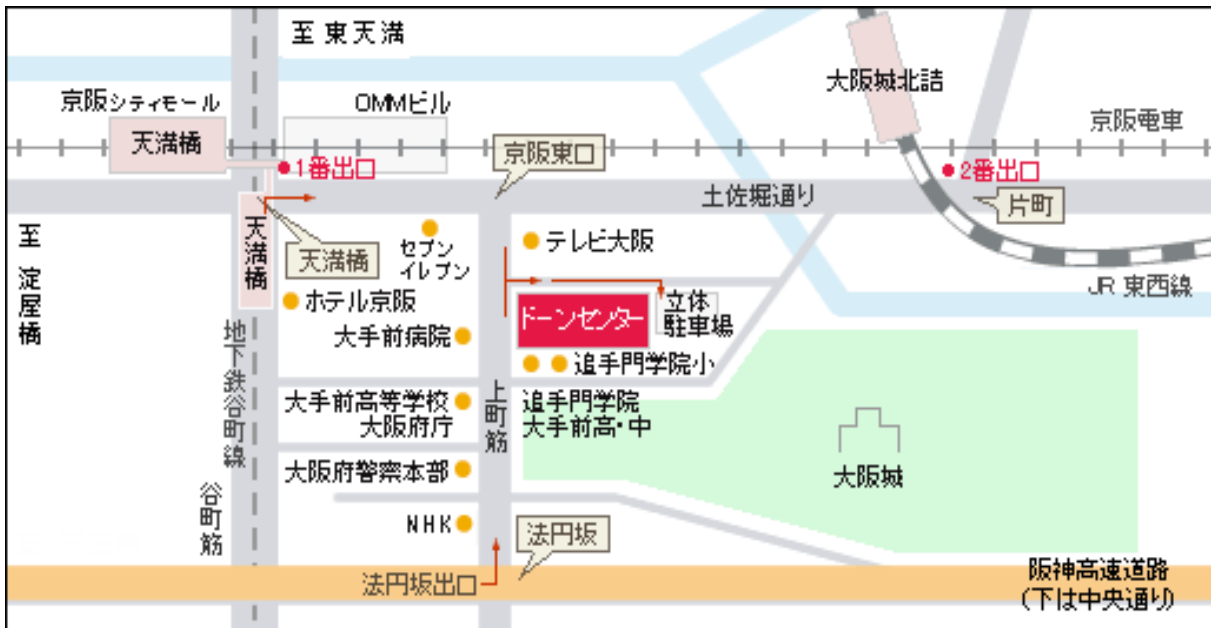 至 東天満
大阪城北詰
京阪シティモール
OMMビル
京阪電車
天満橋
京阪東口
1番出口
2番出口
土佐堀通り
片町
至
淀屋橋
天満橋
天満橋
セブン
イレブン
テレビ大阪
JR 東西線
ホテル京阪
ドーンセンター
立体
駐車場
大手前病院
追手門学院小
地下鉄谷町線
上町筋
大手前高等学校
大阪府庁
追手門学院
大手前高・中
大阪府警察本部
大阪城
谷町筋
NHK
法円坂
法円坂出口
阪神高速道路
(下は中央通り)